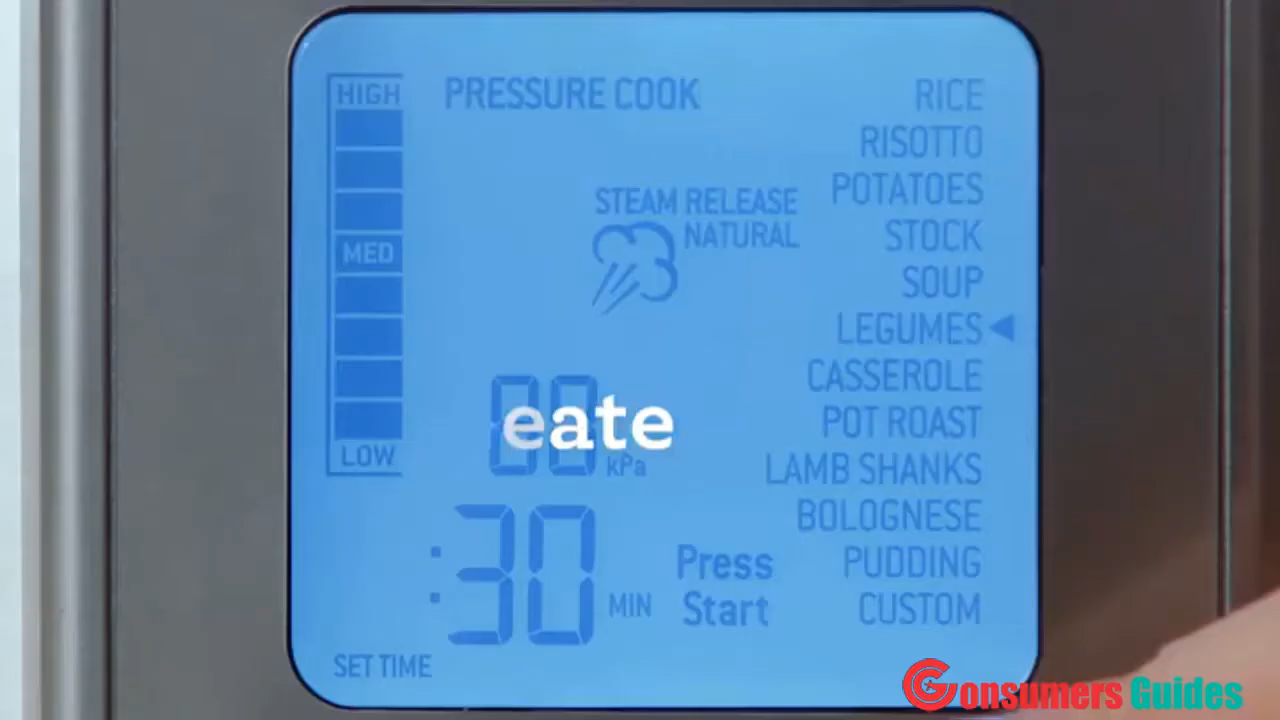 HIGH
MED
LOW
PRESSURE COOK
STEAM RELEASE
NATURAL
eate
kPa
:30 MIN
Press
Start
SET TIME
RICE
RISOTTO
POTATOES
STOCK
SOUP
LEGUMES
CASSEROLE
POT ROAST
LAMB SHANKS
BOLOGNESE
PUDDING
CUSTOM
Consumers Guides